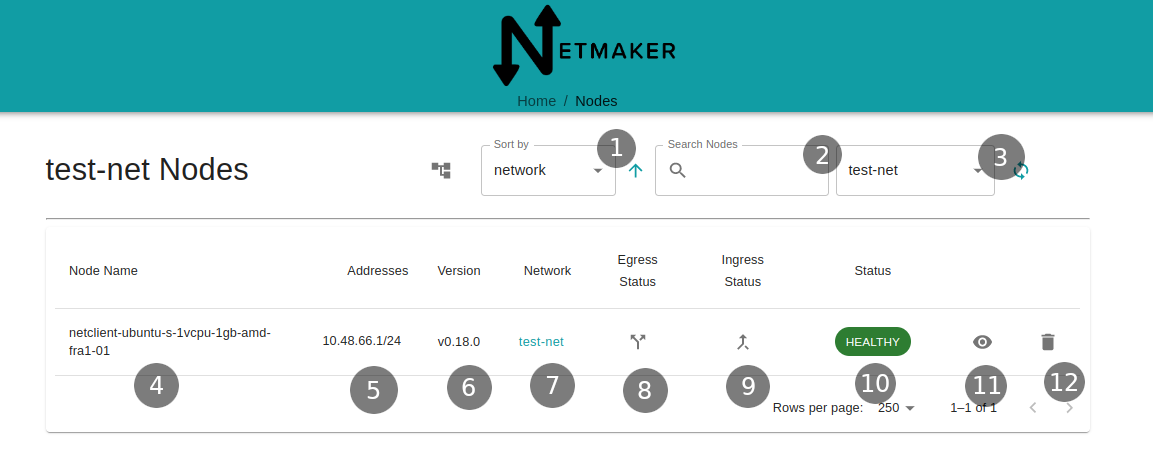 NETMAKER
Home / Nodes
test-net Nodes
Sort by
network
1
Search Nodes
2
test-net
3
Node Name
Addresses
Version
Network
Egress
Status
Ingress
Status
Status
netclient-ubuntu-s-1vcpu-1gb-amd-
fra1-01
10.48.66.1/24
v0.18.0
test-net
HEALTHY
4
5
6
7
8
9
10
11
12
Rows per page: 250
1–1 of 1